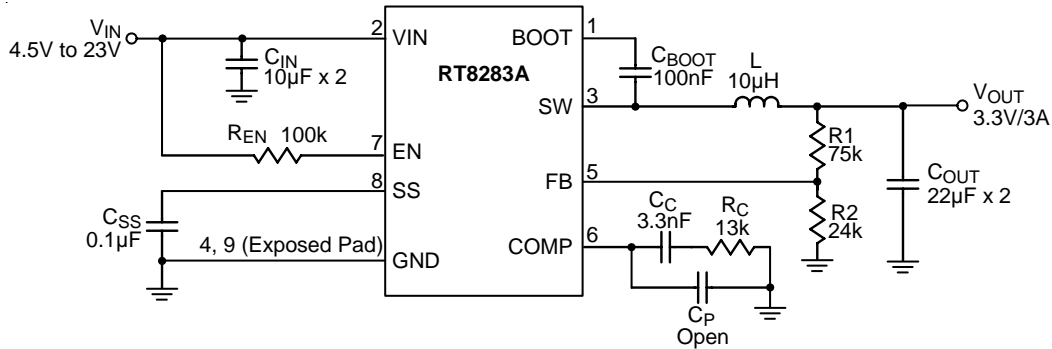 VIN
4.5V to 23V
CIN
10µF x 2
2
VIN
RT8283A
BOOT
1
CBOOT
100nF
L
10µH
SW
3
VOUT
3.3V/3A
REN 100k
7
EN
R1
75k
8
SS
FB
5
COUT
22µF x 2
CSS
0.1µF
R2
24k
CC
3.3nF
RC
13k
4, 9 (Exposed Pad)
GND
COMP
6
CP
Open